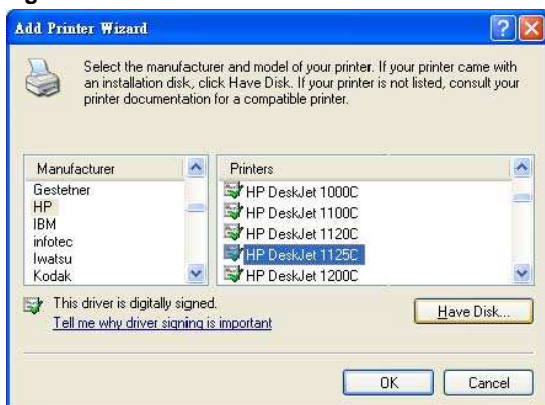 Add Printer Wizard
Select the manufacturer and model of your printer. If your printer came with
an installation disk, click Have Disk. If your printer is not listed, consult your
printer documentation for a compatible printer.
Manufacturer
Gestetner
HP
IBM
infotec
Iwatsu
Kodak
Printers
HP DeskJet 1000C
HP DeskJet 1100C
HP DeskJet 1120C
HP DeskJet 1125C
HP DeskJet 1200C
This driver is digitally signed.
Tell me why driver signing is important
Have Disk...
OK
Cancel